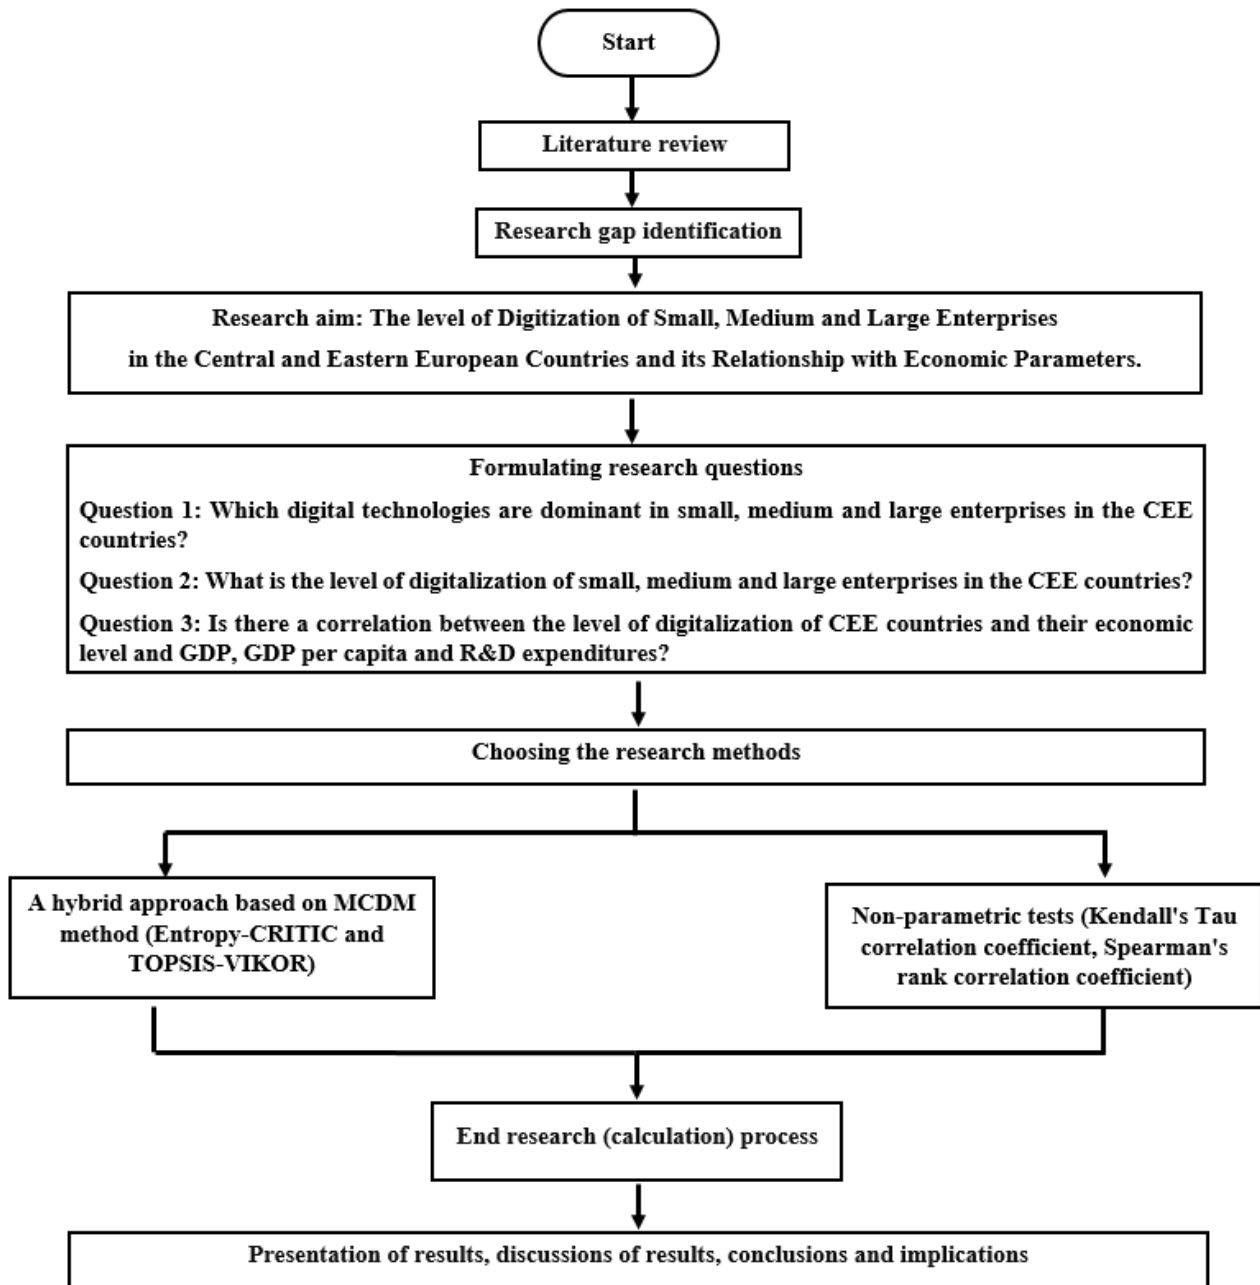 Start
Literature review
Research gap identification
Research aim: The level of Digitization of Small, Medium and Large Enterprises
in the Central and Eastern European Countries and its Relationship with Economic Parameters.
Formulating research questions
Question 1: Which digital technologies are dominant in small, medium and large enterprises in the CEE
countries?
Question 2: What is the level of digitalization of small, medium and large enterprises in the CEE countries?
Question 3: Is there a correlation between the level of digitalization of CEE countries and their economic
level and GDP, GDP per capita and R&D expenditures?
Choosing the research methods
A hybrid approach based on MCDM
method (Entropy-CRITIC and
TOPSIS-VIKOR)
Non-parametric tests (Kendall's Tau
correlation coefficient, Spearman's
rank correlation coefficient)
End research (calculation) process
Presentation of results, discussions of results, conclusions and implications